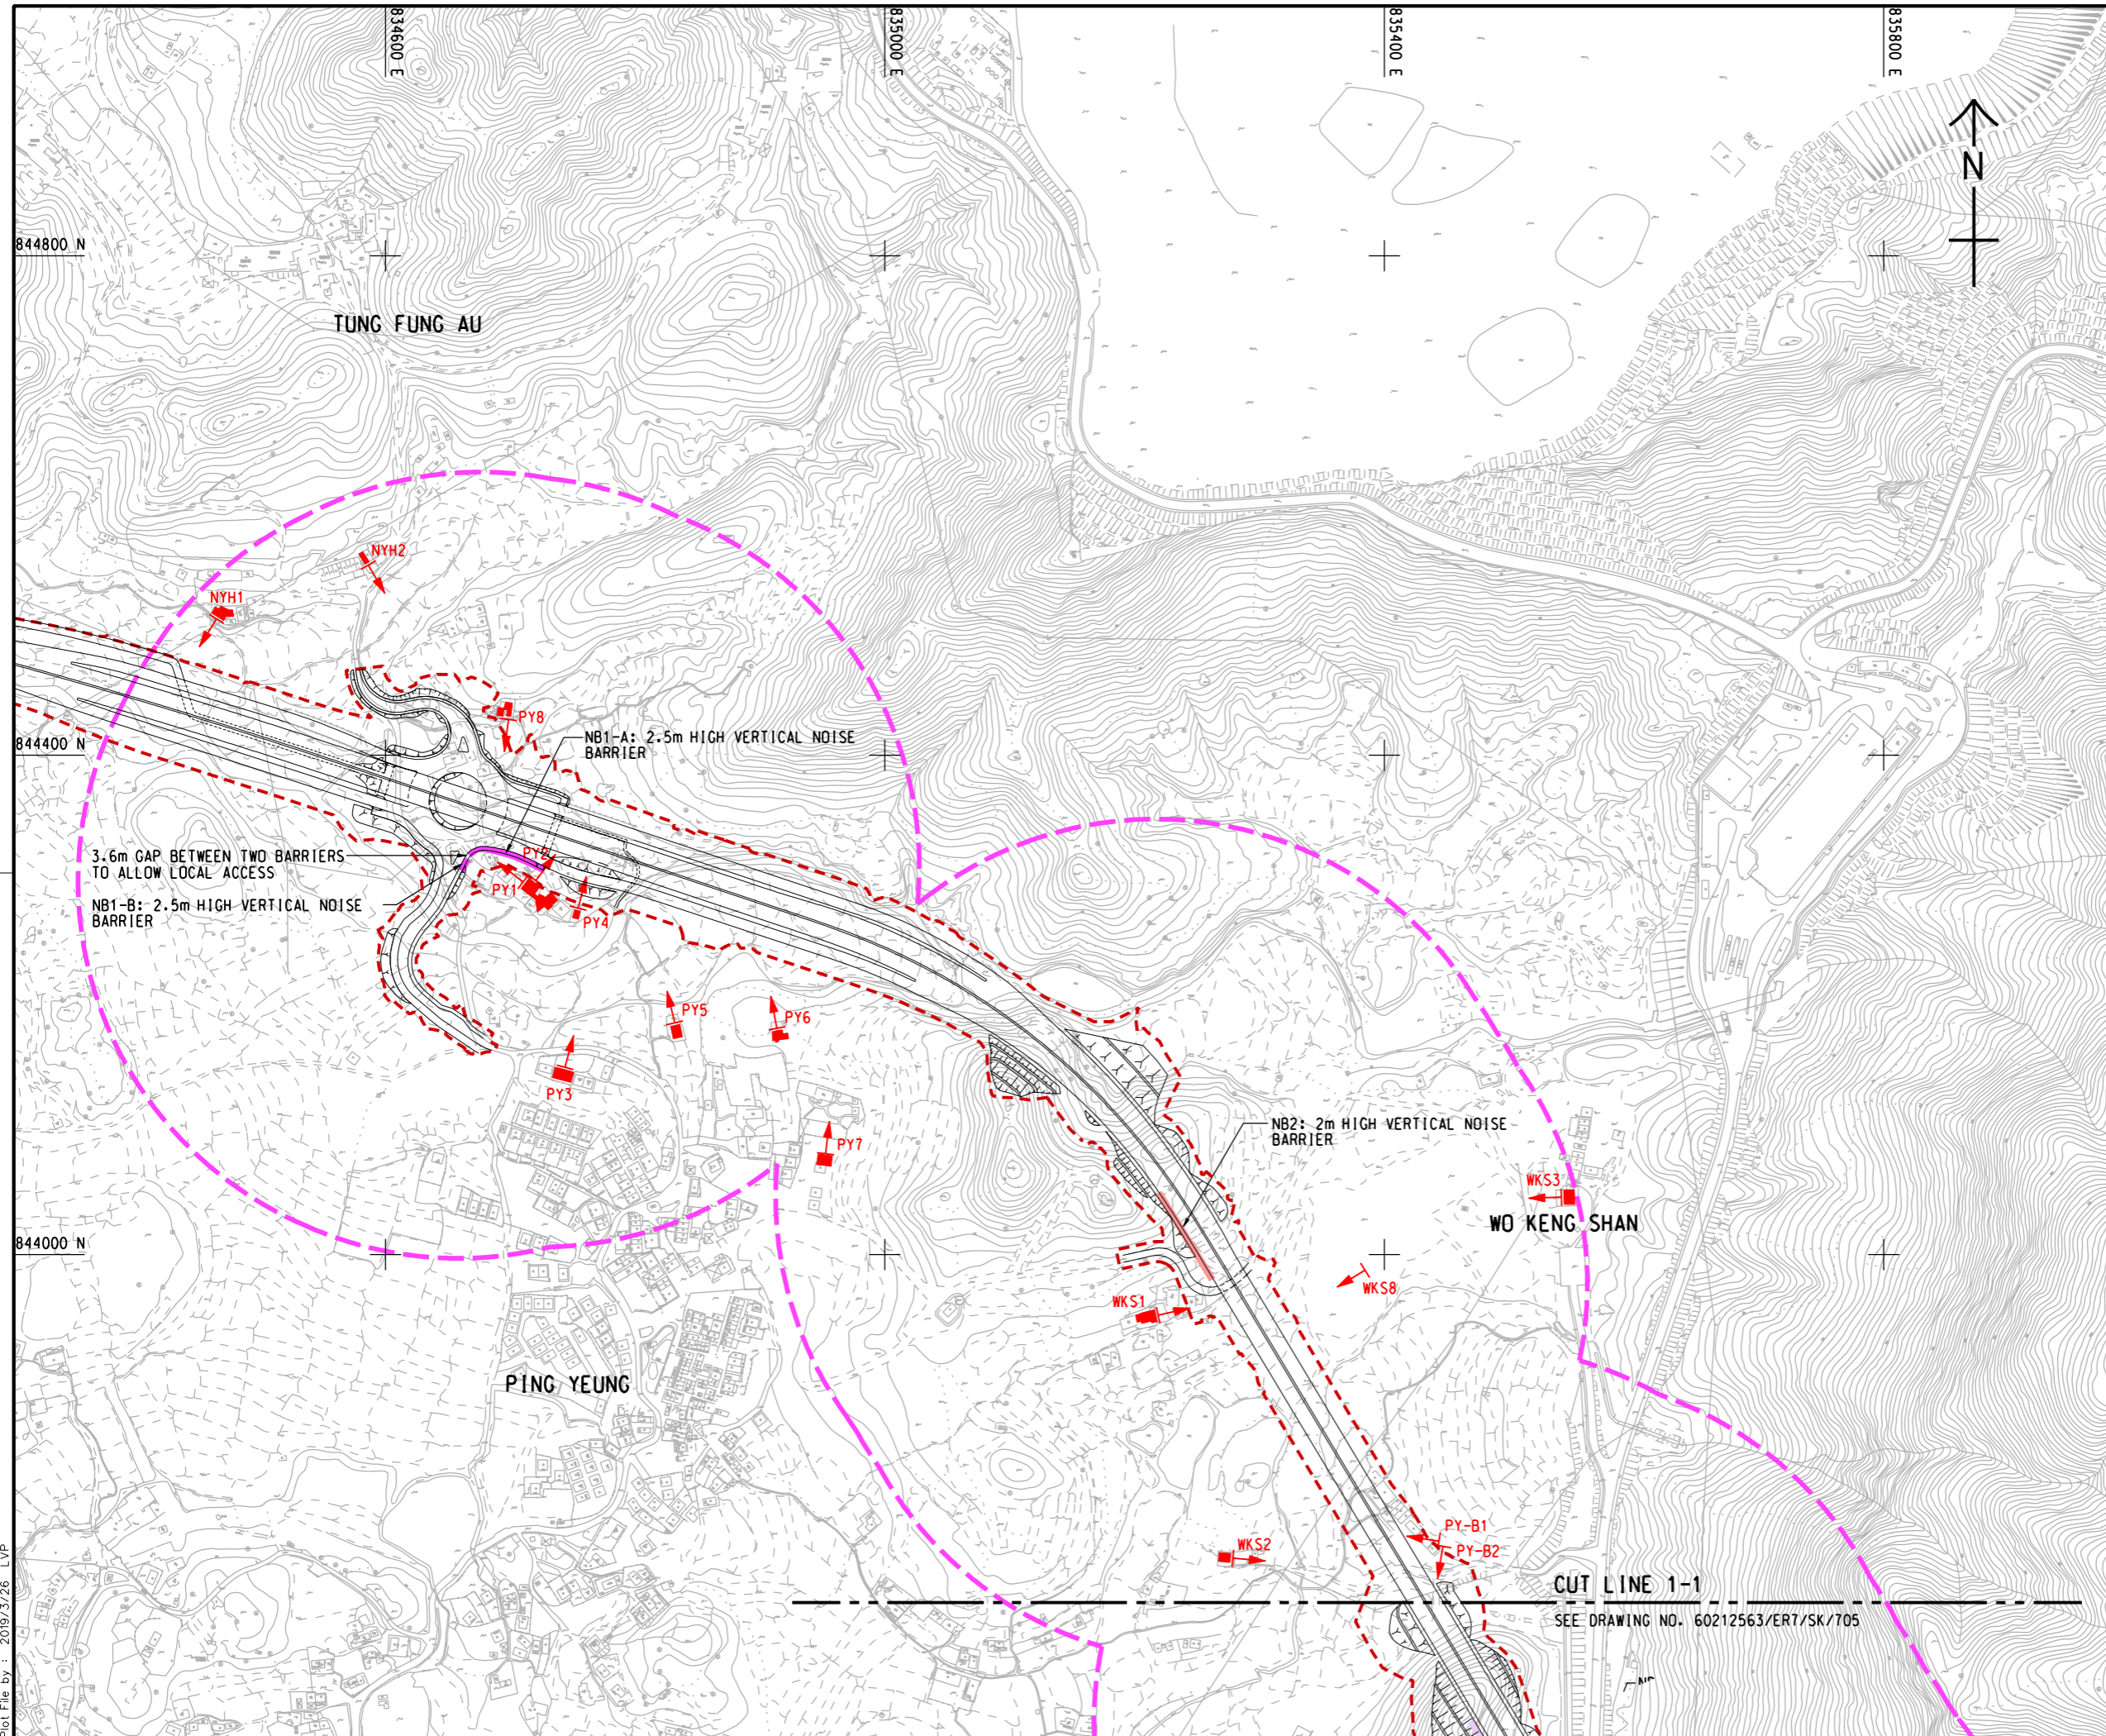 834600 E
835000 E
835400 E
835800 E
N
844800 N
TUNG FUNG AU
NYH2
NYH1
PY8
844400 N
NB1-A: 2.5m HIGH VERTICAL NOISE
BARRIER
3.6m GAP BETWEEN TWO BARRIERS
TO ALLOW LOCAL ACCESS
PY2
PY1
NB1-B: 2.5m HIGH VERTICAL NOISE
BARRIER
PY4
PY5
PY6
PY3
NB2: 2m HIGH VERTICAL NOISE
BARRIER
PY7
WKS3
WO KENG SHAN
844000 N
WKS8
WKS1
PING YEUNG
PY-B1
WKS2
PY-B2
CUT LINE 1-1
SEE DRAWING NO. 60212563/ER7/SK/705
Plot File by : 2019/3/26 LVP